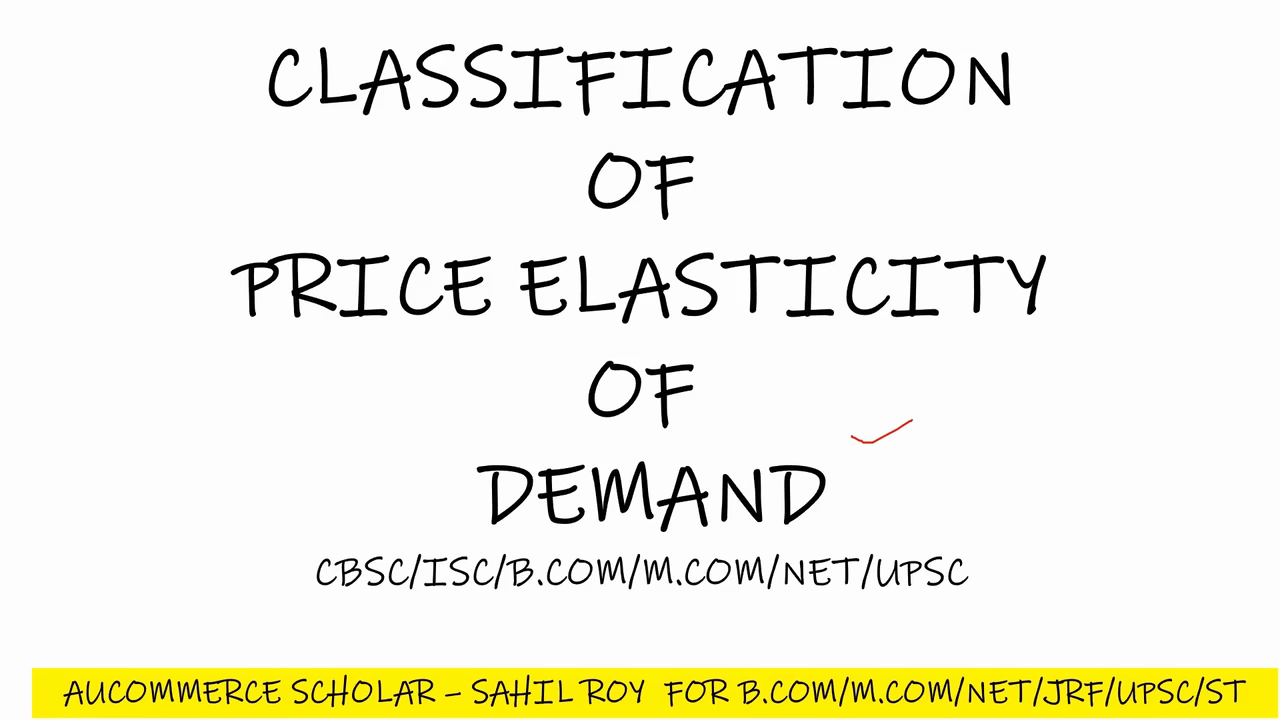 CLASSIFICATION
OF
PRICE ELASTICITY
OF
DEMAND
CBSC/ISC/B.COM/M.COM/NET/UPSC
AUCOMMERCE SCHOLAR – SAHIL ROY FOR B.COM/M.COM/NET/JRF/UPSC/ST